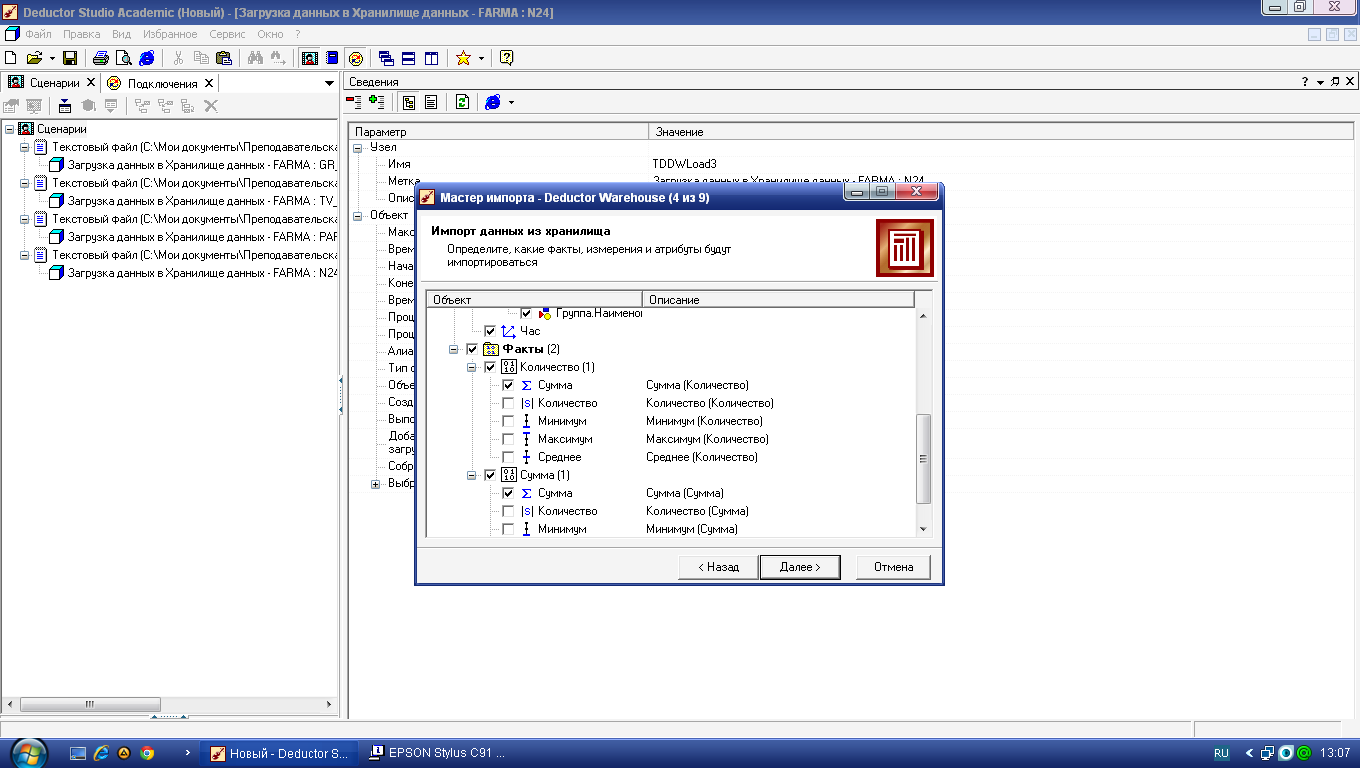 Deductor Studio Academic (Новый) - [Загрузка данных в Хранилище данных - FARMA : N24]
Файл Правка Вид Избранное Сервис Окно ?
Сценарии
Подключения
Сведения
Сценарии
Текстовый файл (C:\Мои документы\Преподавательска
Загрузка данных в Хранилище данных - FARMA : GR_
Текстовый файл (C:\Мои документы\Преподавательска
Загрузка данных в Хранилище данных - FARMA : TV_
Текстовый файл (C:\Мои документы\Преподавательска
Загрузка данных в Хранилище данных - FARMA : PAR
Текстовый файл (C:\Мои документы\Преподавательска
Загрузка данных в Хранилище данных - FARMA : N24
Параметр Значение
Узел
Имя TDDWLoad3
Метка Загрузка данных в Хранилище данных - FARMA : N24
Опис
Объект
Макс
Врем
Нача
Коне
Врем
Проц
Проц
Алиа
Тип о
Объе
Созд
Выпо
Доба
загру
Собр
Выбр
Мастер импорта - Deductor Warehouse (4 из 9)
Импорт данных из хранилища
Определите, какие факты, измерения и атрибуты будут
импортироваться
Объект Описание
Группа.Наименов
Час
Факты (2)
Количество (1)
Сумма Сумма (Количество)
Количество Количество (Количество)
Минимум Минимум (Количество)
Максимум Максимум (Количество)
Среднее Среднее (Количество)
Сумма (1)
Сумма Сумма (Сумма)
Количество Количество (Сумма)
Минимум Минимум (Сумма)
< Назад Далее > Отмена
Новый - Deductor S...
EPSON Stylus C91 ...
RU
13:07